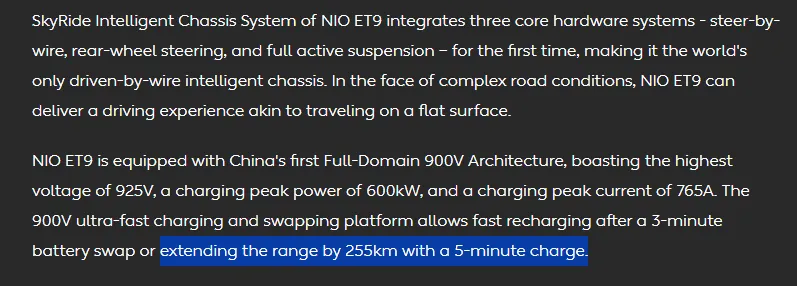 SkyRide Intelligent Chassis System of NIO ET9 integrates three core hardware systems - steer-by-
wire, rear-wheel steering, and full active suspension – for the first time, making it the world's
only driven-by-wire intelligent chassis. In the face of complex road conditions, NIO ET9 can
deliver a driving experience akin to traveling on a flat surface.
NIO ET9 is equipped with China's first Full-Domain 900V Architecture, boasting the highest
voltage of 925V, a charging peak power of 600kW, and a charging peak current of 765A. The
900V ultra-fast charging and swapping platform allows fast recharging after a 3-minute
battery swap or extending the range by 255km with a 5-minute charge.